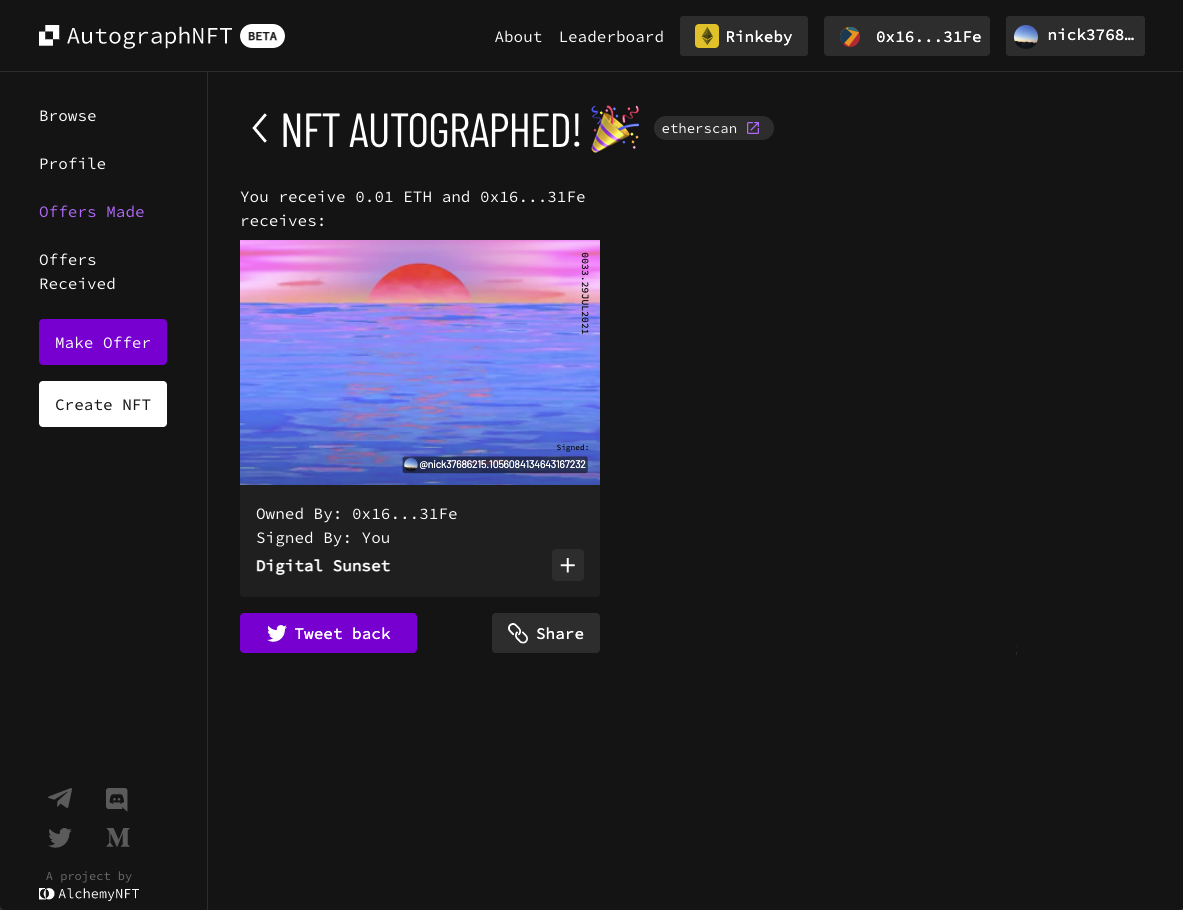 AutographNFT BETA
About Leaderboard Rinkeby 0x16...31Fe nick3768…
Browse
Profile
Offers Made
Offers
Received
Make Offer
Create NFT
NFT AUTOGRAPHED! etherscan
You receive 0.01 ETH and 0x16...31Fe
receives:
0033.29JUL2021
Signed:
@nick37686215.1056084134643167232
Owned By: 0x16...31Fe
Signed By: You
Digital Sunset
Tweet back
Share
A project by
AlchemyNFT